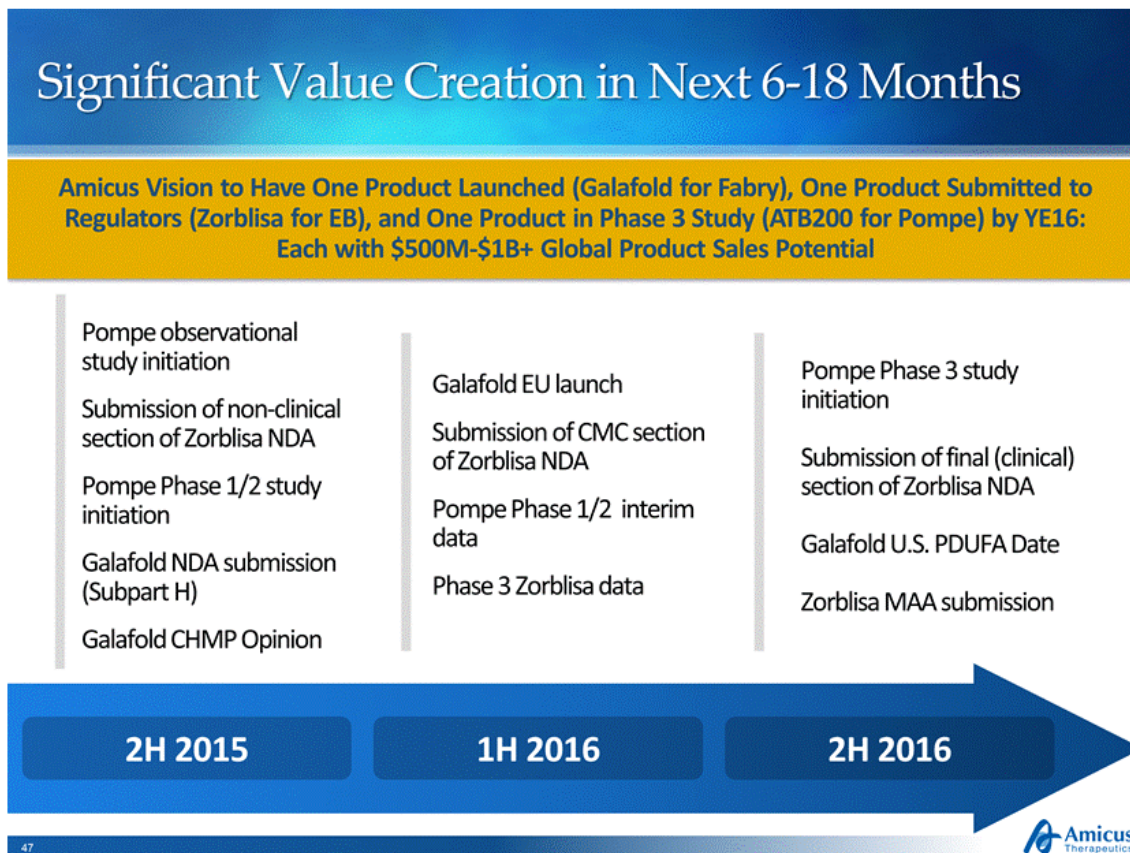 Significant Value Creation in Next 6-18 Months
Amicus Vision to Have One Product Launched (Galafold for Fabry), One Product Submitted to
Regulators (Zorblisa for EB), and One Product in Phase 3 Study (ATB200 for Pompe) by YE16:
Each with $500M-$1B+ Global Product Sales Potential
Pompe observational
study initiation
Submission of non-clinical
section of Zorblisa NDA
Pompe Phase 1/2 study
initiation
Galafold NDA submission
(Subpart H)
Galafold CHMP Opinion
Galafold EU launch
Submission of CMC section
of Zorblisa NDA
Pompe Phase 1/2 interim
data
Phase 3 Zorblisa data
Pompe Phase 3 study
initiation
Submission of final (clinical)
section of Zorblisa NDA
Galafold U.S. PDUFA Date
Zorblisa MAA submission
2H 2015
1H 2016
2H 2016
47
Amicus
Therapeutics